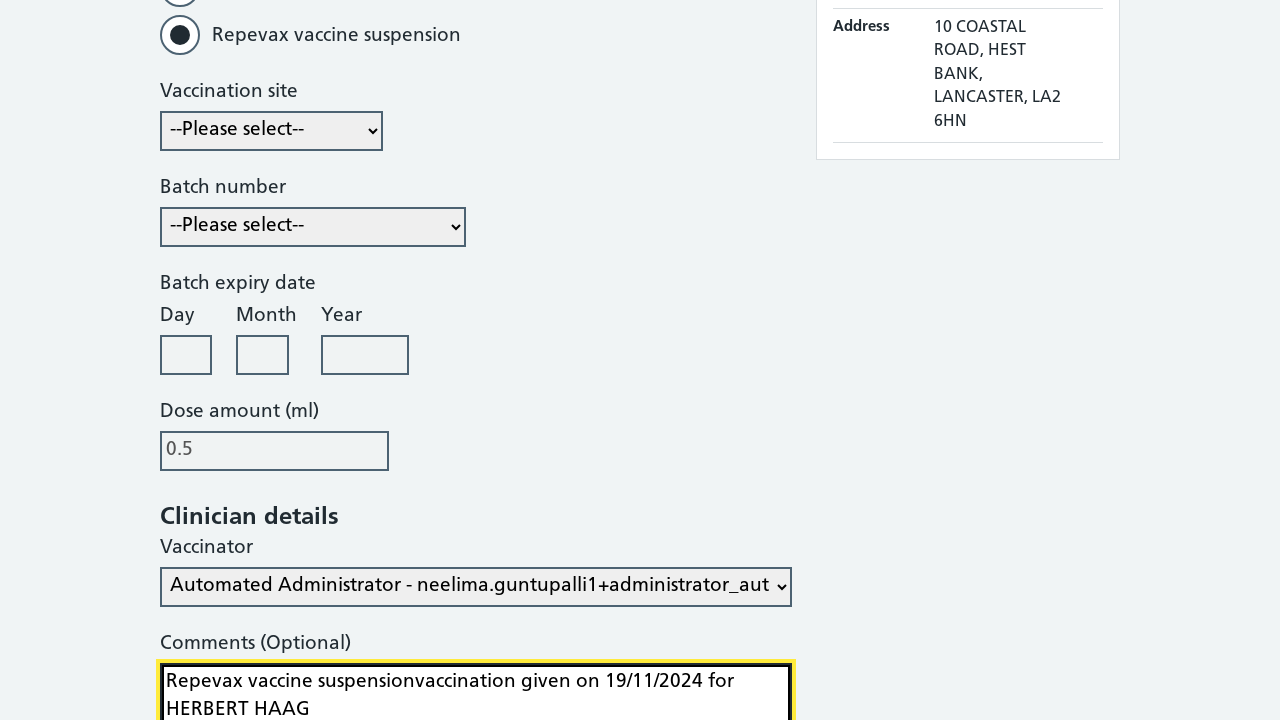 Repevax vaccine suspension
Vaccination site
--Please select--
Batch number
--Please select--
Batch expiry date
Day Month Year
Dose amount (ml)
0.5
Clinician details
Vaccinator
Automated Administrator - neelima.guntupalli1+administrator_aut
Comments (Optional)
Repevax vaccine suspensionvaccination given on 19/11/2024 for
HERBERT HAAG
Address
10 COASTAL
ROAD, HEST
BANK,
LANCASTER, LA2
6HN